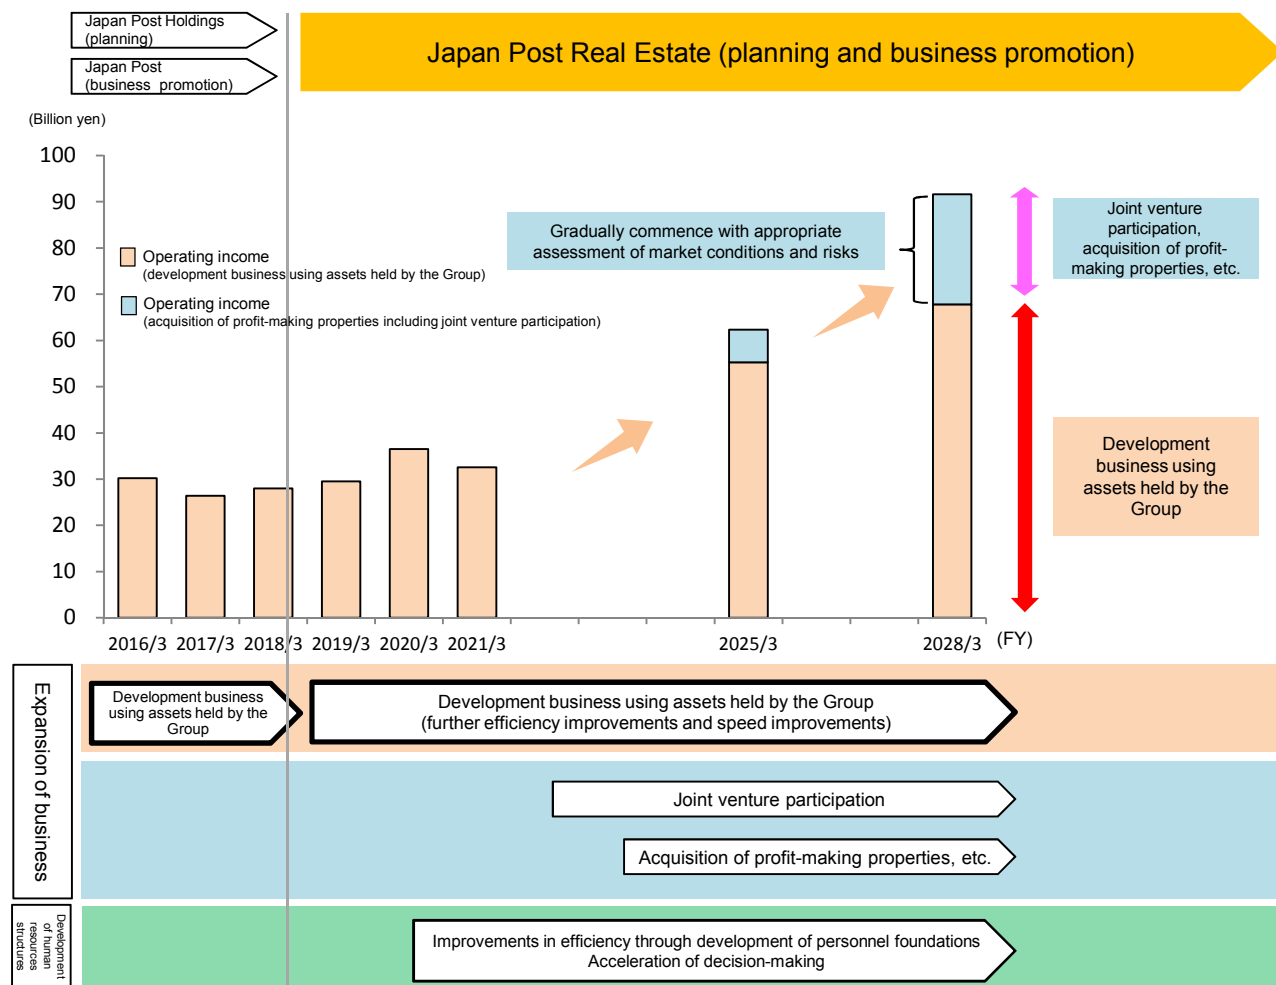 Japan Post Holdings
(planning)
Japan Post
(business promotion)
Japan Post Real Estate (planning and business promotion)
(Billion yen)
100
90
80
70
60
50
40
30
20
10
0
Operating income
(development business using assets held by the Group)
Operating income
(acquisition of profit-making properties including joint venture participation)
Gradually commence with appropriate
assessment of market conditions and risks
Joint venture
participation,
acquisition of profit-
making properties, etc.
Development
business using
assets held by the
Group
2016/3 2017/3 2018/3 2019/3 2020/3 2021/3 2025/3 2028/3 (FY)
Expansion of business
Development business
using assets held by the
Group
Development business using assets held by the Group
(further efficiency improvements and speed improvements)
Joint venture participation
Acquisition of profit-making properties, etc.
Development
of human
resources
structures
Improvements in efficiency through development of personnel foundations
Acceleration of decision-making